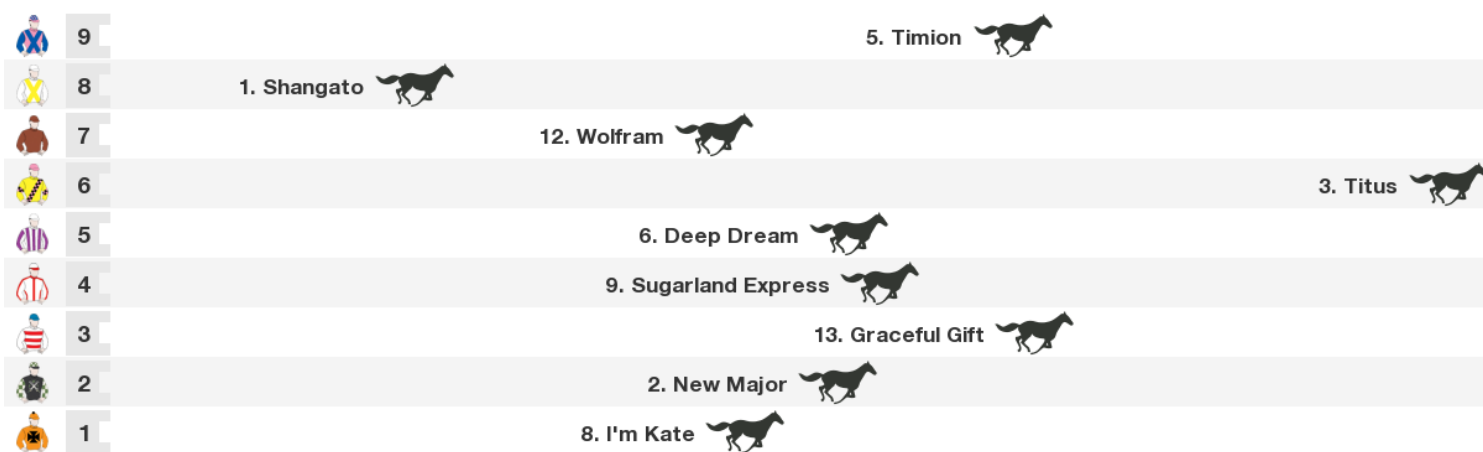 9 5. Timion
8 1. Shangato
7 12. Wolfram
6 3. Titus
5 6. Deep Dream
4 9. Sugarland Express
3 13. Graceful Gift
2 2. New Major
1 8. I'm Kate